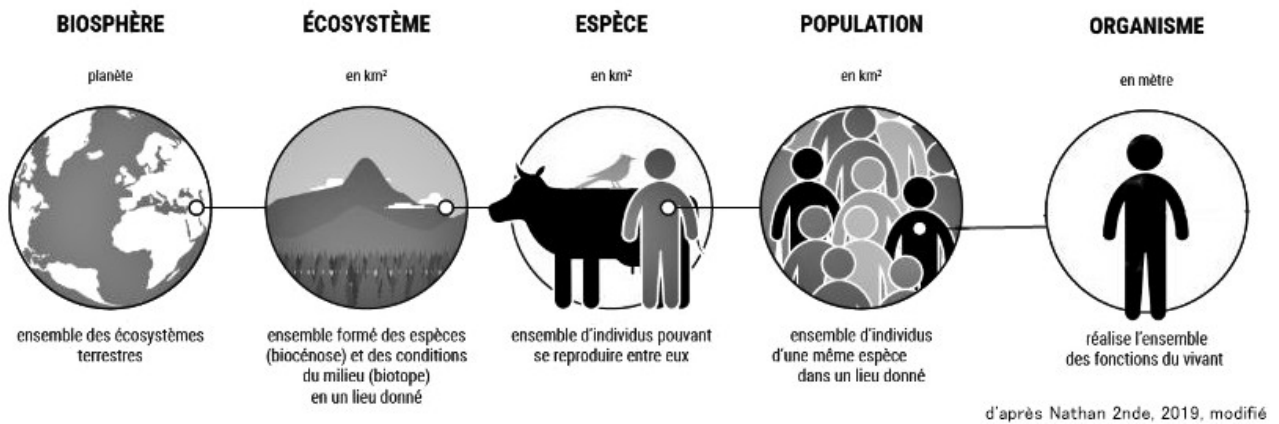 BIOSPHÈRE
planète
ensemble des écosystèmes
terrestres
ÉCOSYSTÈME
en km²
ensemble formé des espèces
(biocénose) et des conditions
du milieu (biotope)
en un lieu donné
ESPÈCE
en km²
ensemble d'individus pouvant
se reproduire entre eux
POPULATION
en km²
ensemble d'individus
d'une même espèce
dans un lieu donné
ORGANISME
en mètre
réalise l'ensemble
des fonctions du vivant
d'après Nathan 2nde, 2019, modifié